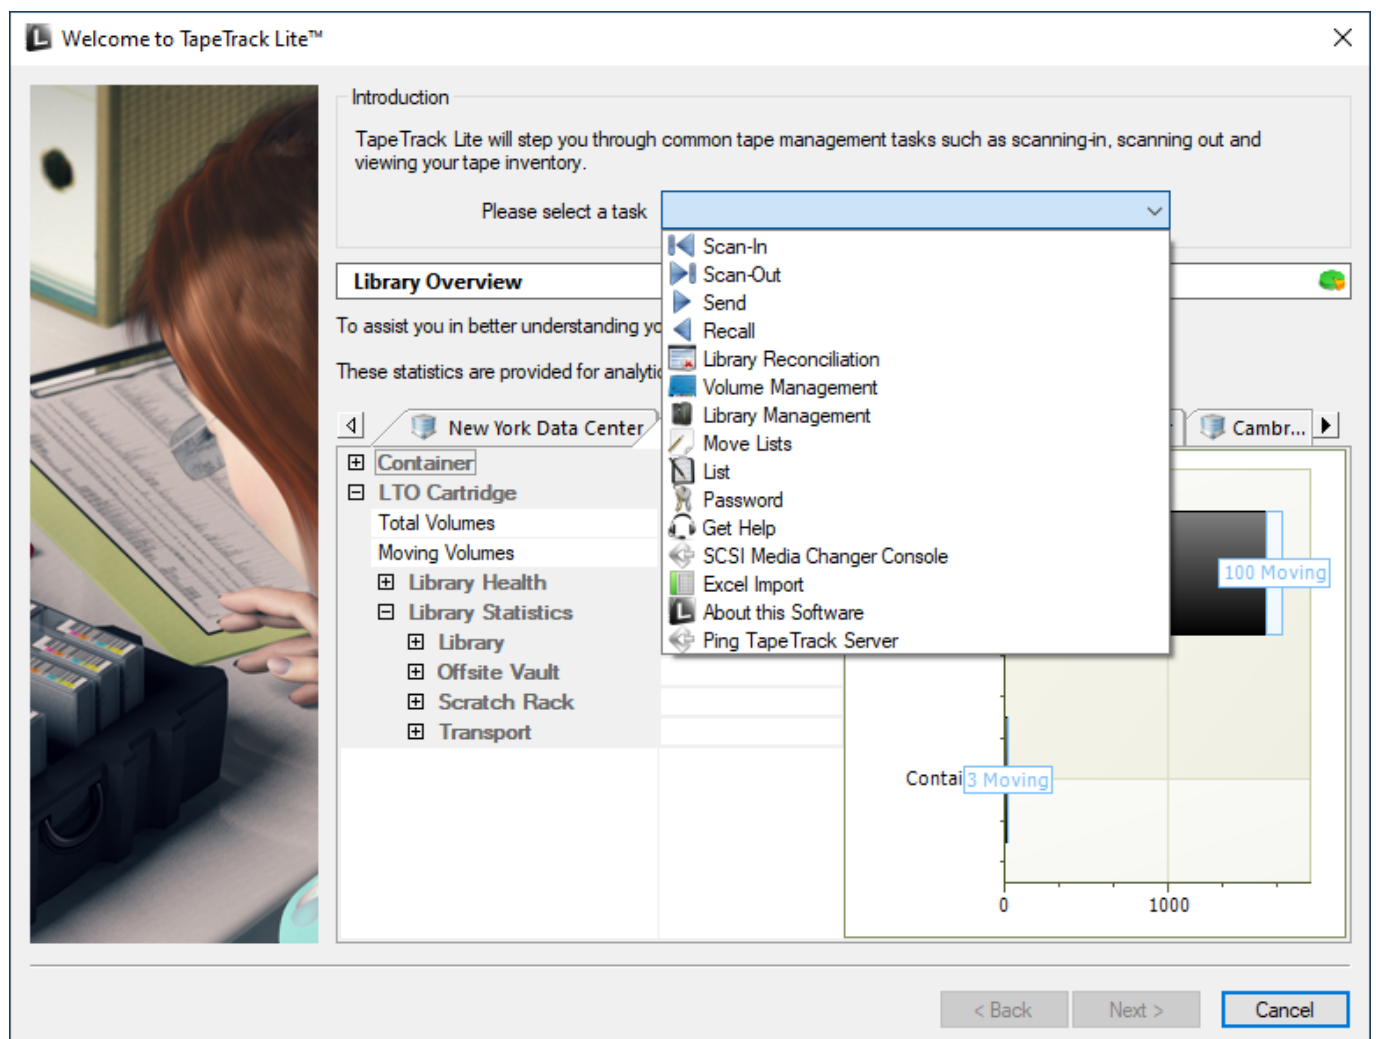 Welcome to TapeTrack Lite™
Introduction
TapeTrack Lite will step you through common tape management tasks such as scanning-in, scanning out and
viewing your tape inventory.
Please select a task
Scan-In
Scan-Out
Send
Recall
Library Reconciliation
Volume Management
Library Management
Move Lists
List
Password
Get Help
SCSI Media Changer Console
Excel Import
About this Software
Ping TapeTrack Server
Library Overview
To assist you in better understanding
These statistics are provided for
New York Data Center
Cambr...
Container
LTO Cartridge
Total Volumes
Moving Volumes
Library Health
Library Statistics
Library
Offsite Vault
Scratch Rack
Transport
100 Moving
Contai
3 Moving
0
1000
< Back
Next >
Cancel